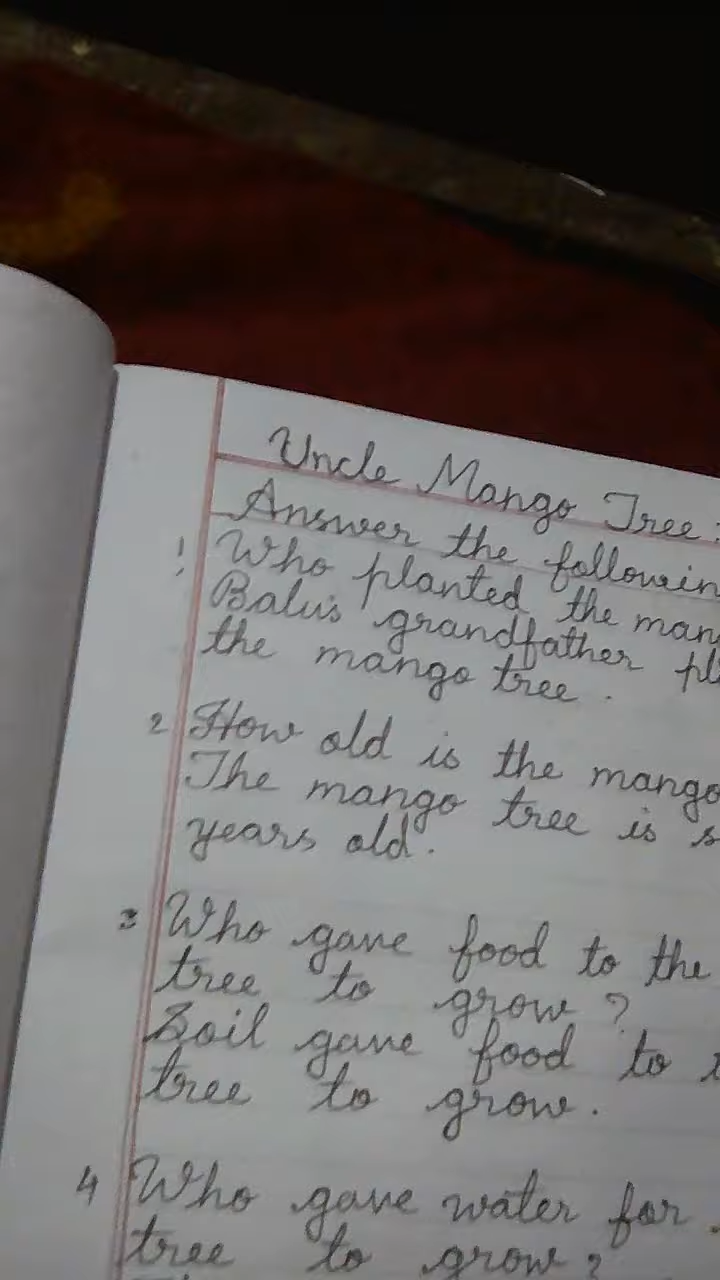 Uncle Mango Tree:
Answer the followin
1 Who planted the man
Balu's grandfather pl
the mango tree.
2 How old is the mango
The mango tree is s
years old.
3 Who gave food to the
tree to grow?
Soil gave food to
tree to grow.
4 Who gave water for
tree to grow?